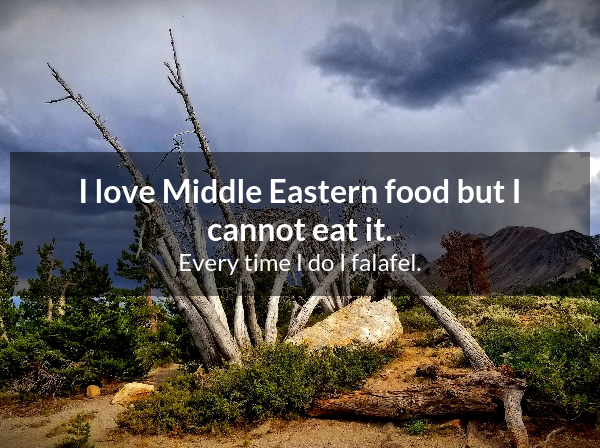 I love Middle Eastern food but I
cannot eat it.
Every time I do I falafel.